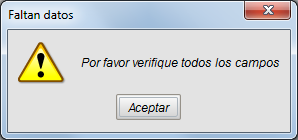 Faltan datos
Por favor verifique todos los campos
Aceptar